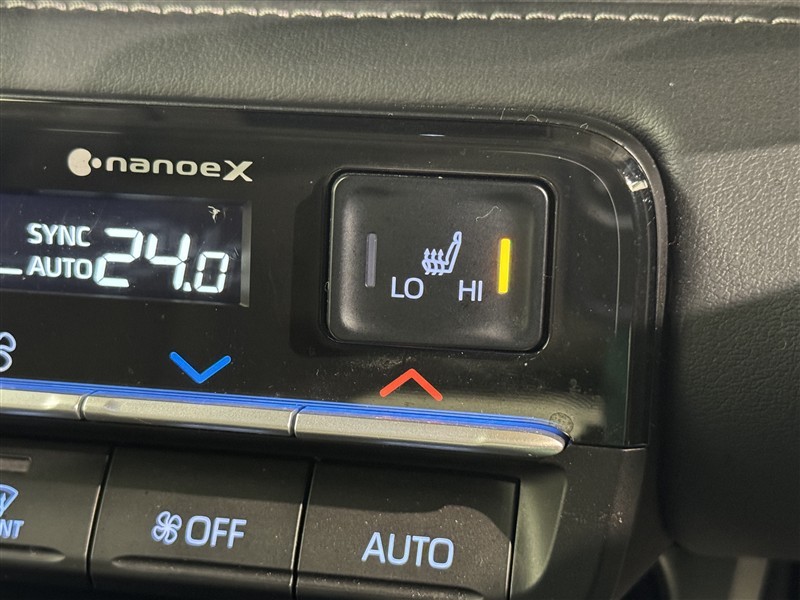 nanoeX
SYNC
AUTO 24.0
LO HI
OFF
AUTO